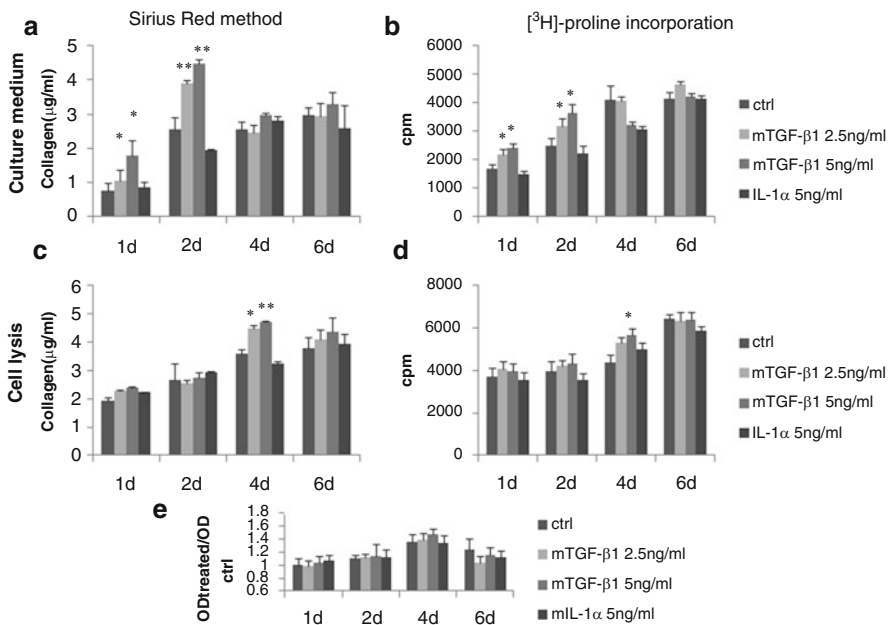 Sirius Red method
[³H]-proline incorporation
a
Culture medium
Collagen(μg/ml)
6
5
4
3
2
1
0
*
*
**
**
1d
2d
4d
6d
b
cpm
6000
5000
4000
3000
2000
1000
0
*
*
*
*
1d
2d
4d
6d
ctrl
mTGF-β1 2.5ng/ml
mTGF-β1 5ng/ml
IL-1α 5ng/ml
c
Cell lysis
Collagen(μg/ml)
6
5
4
3
2
1
0
*
**
1d
2d
4d
6d
d
cpm
8000
6000
4000
2000
0
*
1d
2d
4d
6d
ctrl
mTGF-β1 2.5ng/ml
mTGF-β1 5ng/ml
IL-1α 5ng/ml
e
ODtreated/OD
ctrl
1.8
1.6
1.4
1.2
1
0.8
0.6
1d
2d
4d
6d
ctrl
mTGF-β1 2.5ng/ml
mTGF-β1 5ng/ml
mIL-1α 5ng/ml